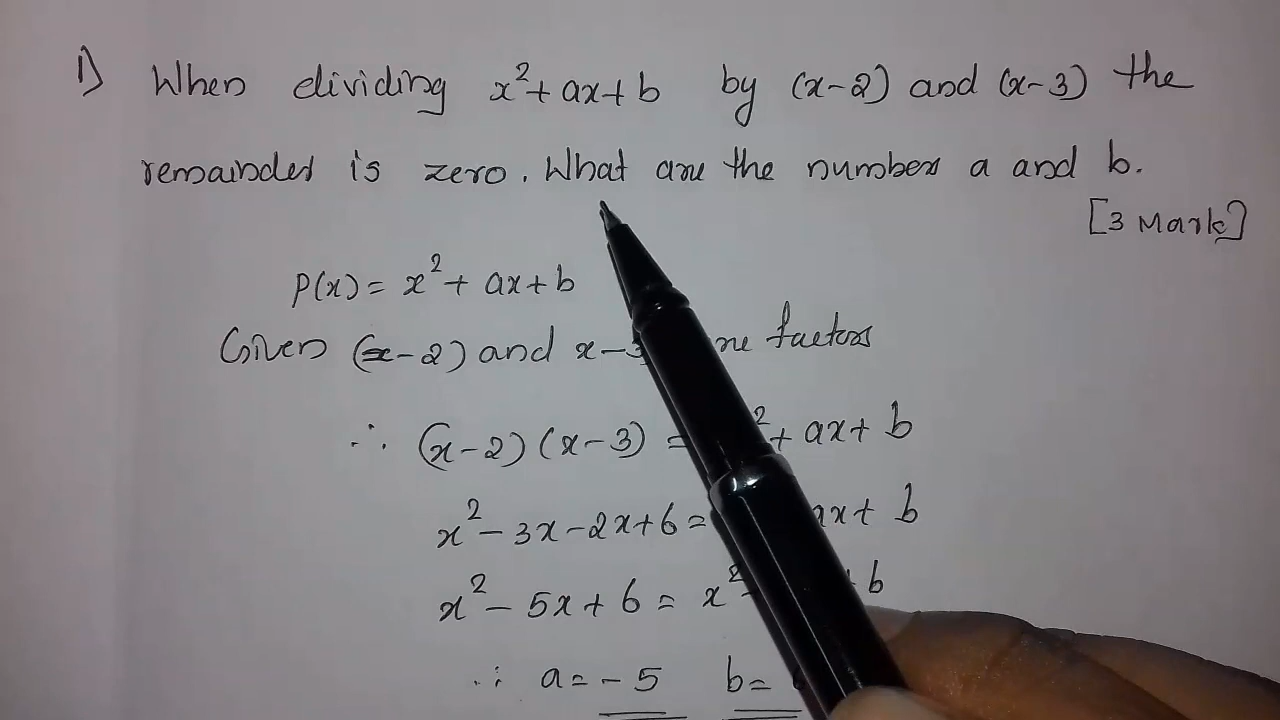 1) When dividing x²+ax+b by (x-2) and (x-3) the
remainder is zero. What are the numbers a and b.
[3 Mark]
P(x) = x²+ ax+b
Given (x-2) and x-3 factors
∴ (x-2)(x-3) = ²+ ax+ b
x²-3x-2x+6= x+ b
x²-5x+6 = x² b
∴ a=-5 b=